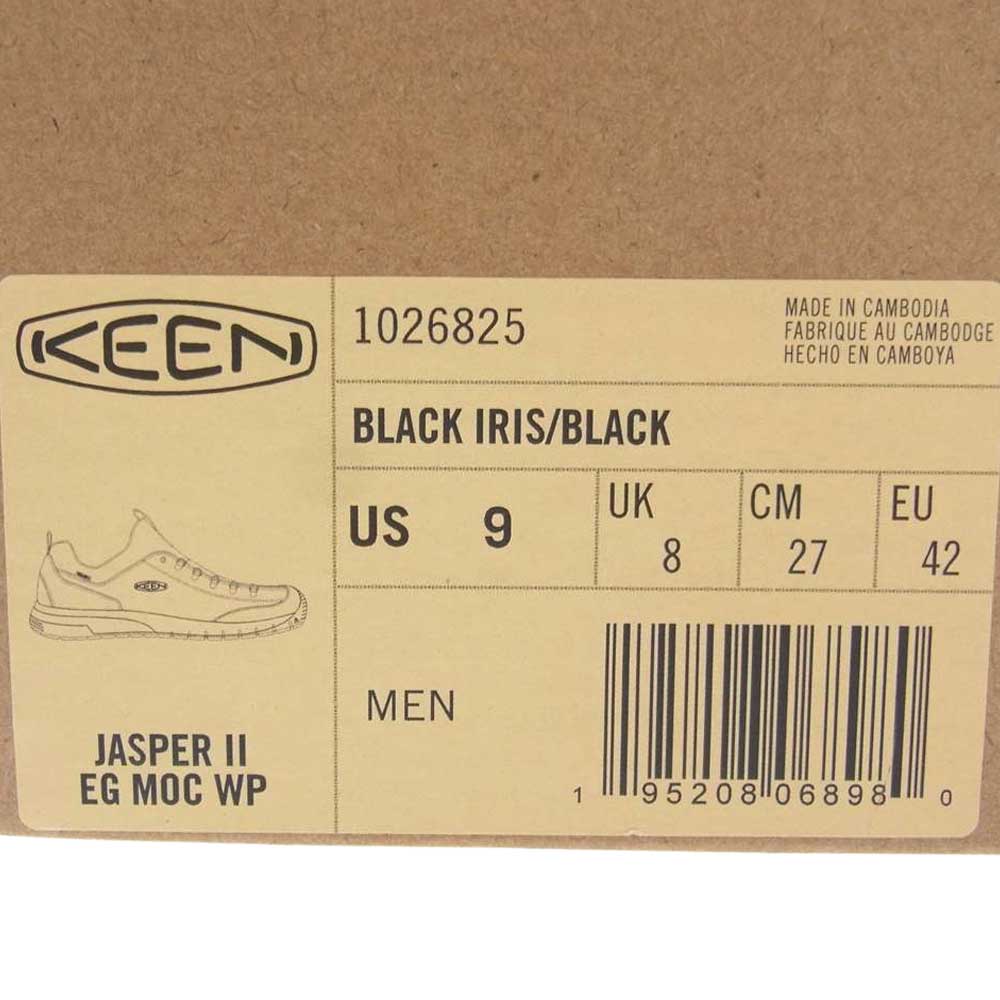 KEEN
1026825
MADE IN CAMBODIA
FABRIQUE AU CAMBODGE
HECHO EN CAMBOYA
BLACK IRIS/BLACK
US 9
UK 8
CM 27
EU 42
KEEN
MEN
JASPER II
EG MOC WP
1 95208 06898 0